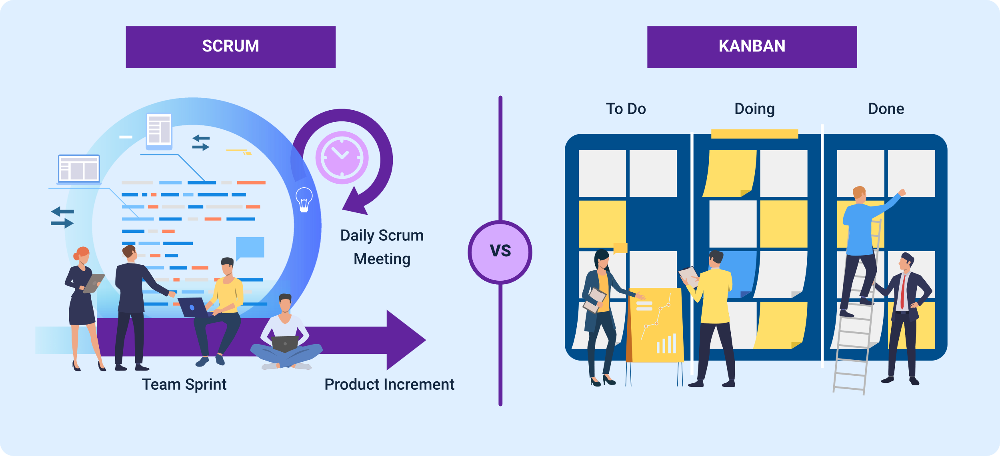 SCRUM
Daily Scrum
Meeting
Team Sprint
Product Increment
VS
KANBAN
To Do
Doing
Done